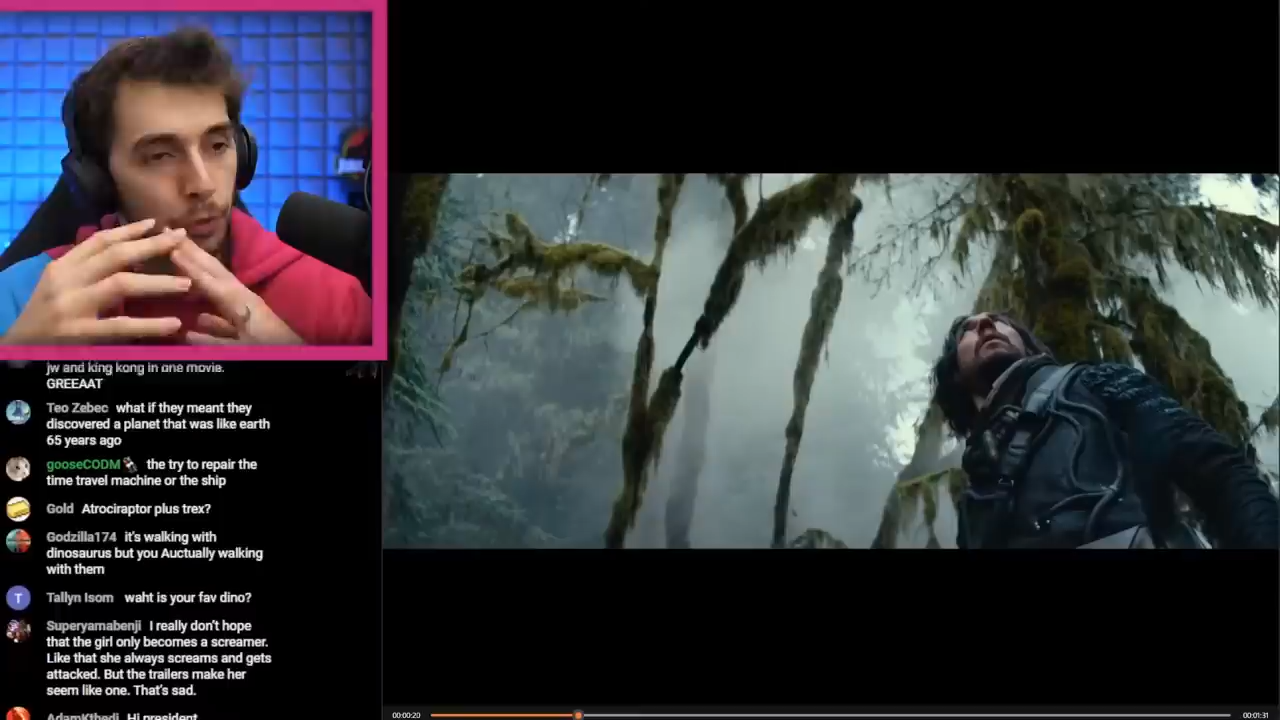 jw and king kong in one movie.
GREEAAT
Teo Zebec what if they meant they
discovered a planet that was like earth
65 years ago
gooseCODM the try to repair the
time travel machine or the ship
Gold Atrociraptor plus trex?
Godzilla174 it's walking with
dinosaurus but you Auctually walking
with them
T
Tallyn Isom waht is your fav dino?
Superyamabenji I really don't hope
that the girl only becomes a screamer.
Like that she always screams and gets
attacked. But the trailers make her
seem like one. That's sad.
AdamKthedj Hi president
00:00:20
00:01:31